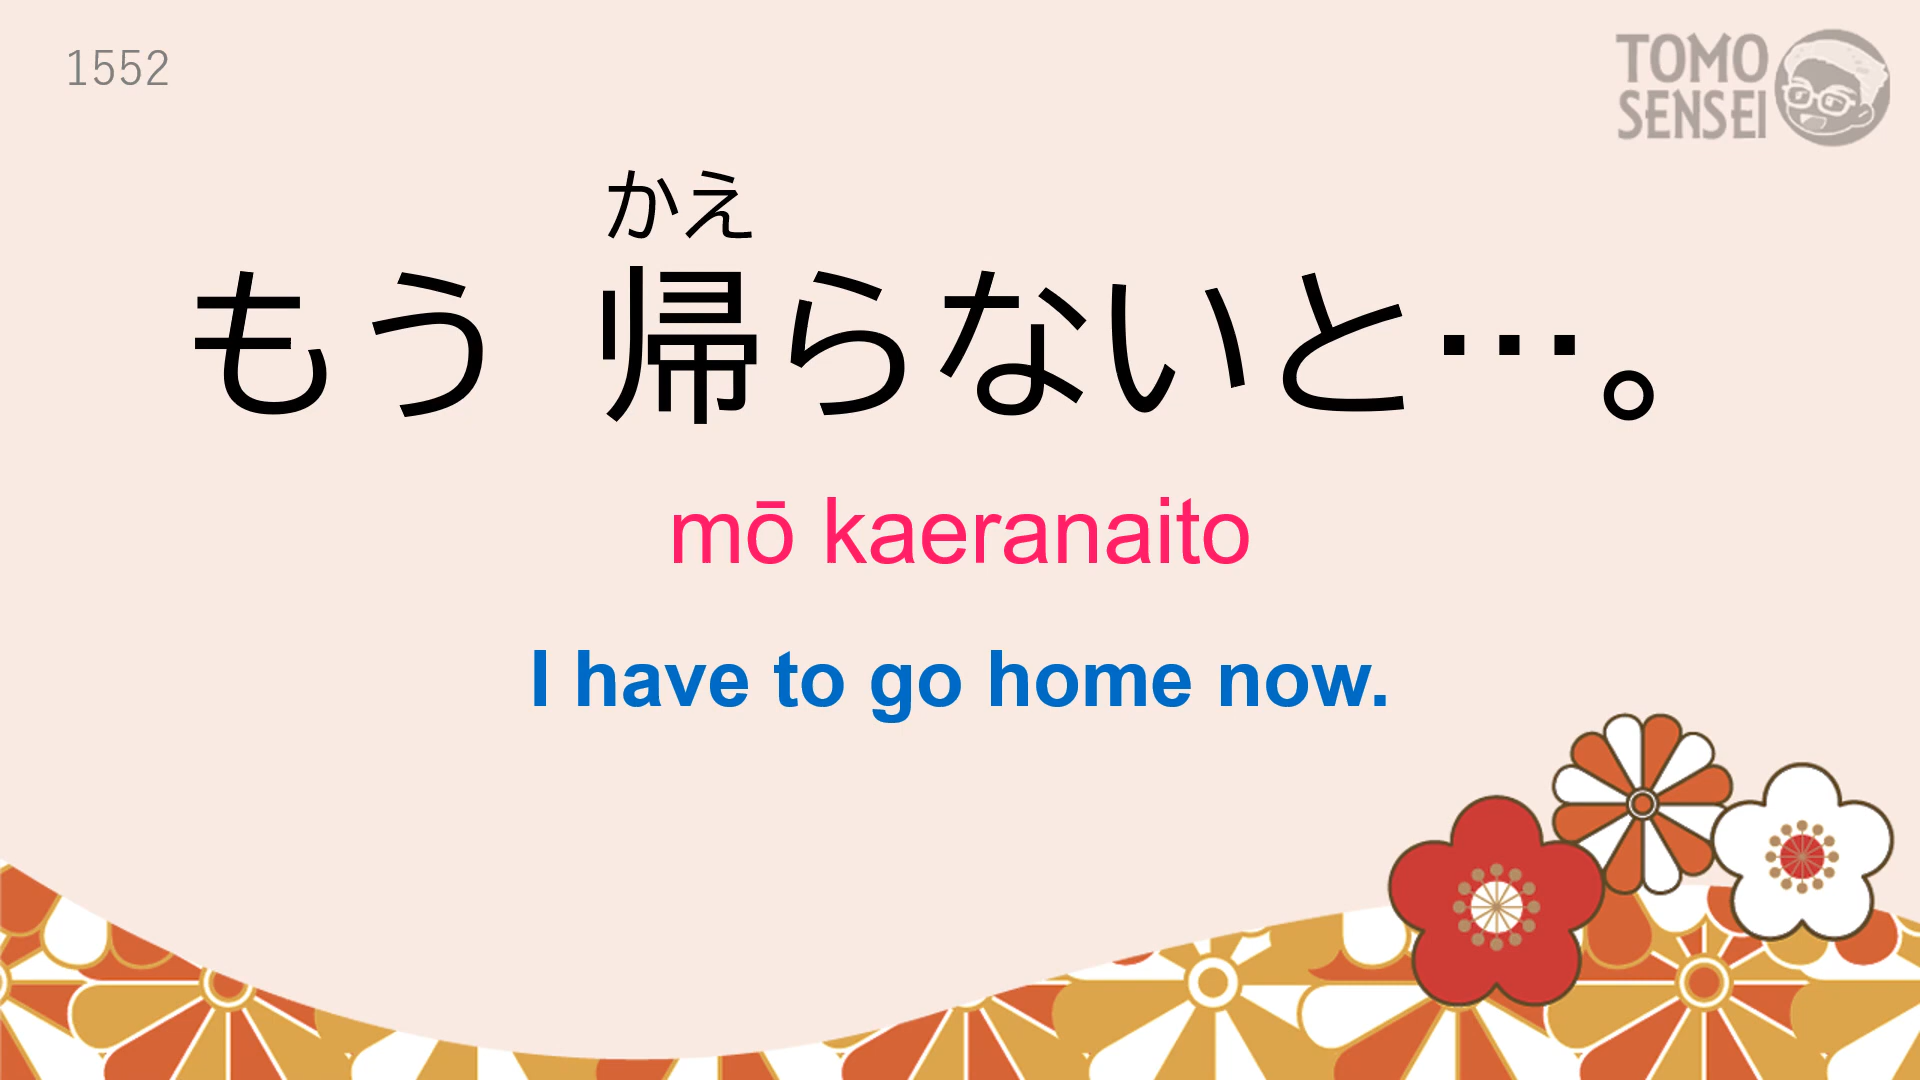 1552
TOMO
SENSEI
かえ
もう 帰らないと…。
mō kaeranaito
I have to go home now.